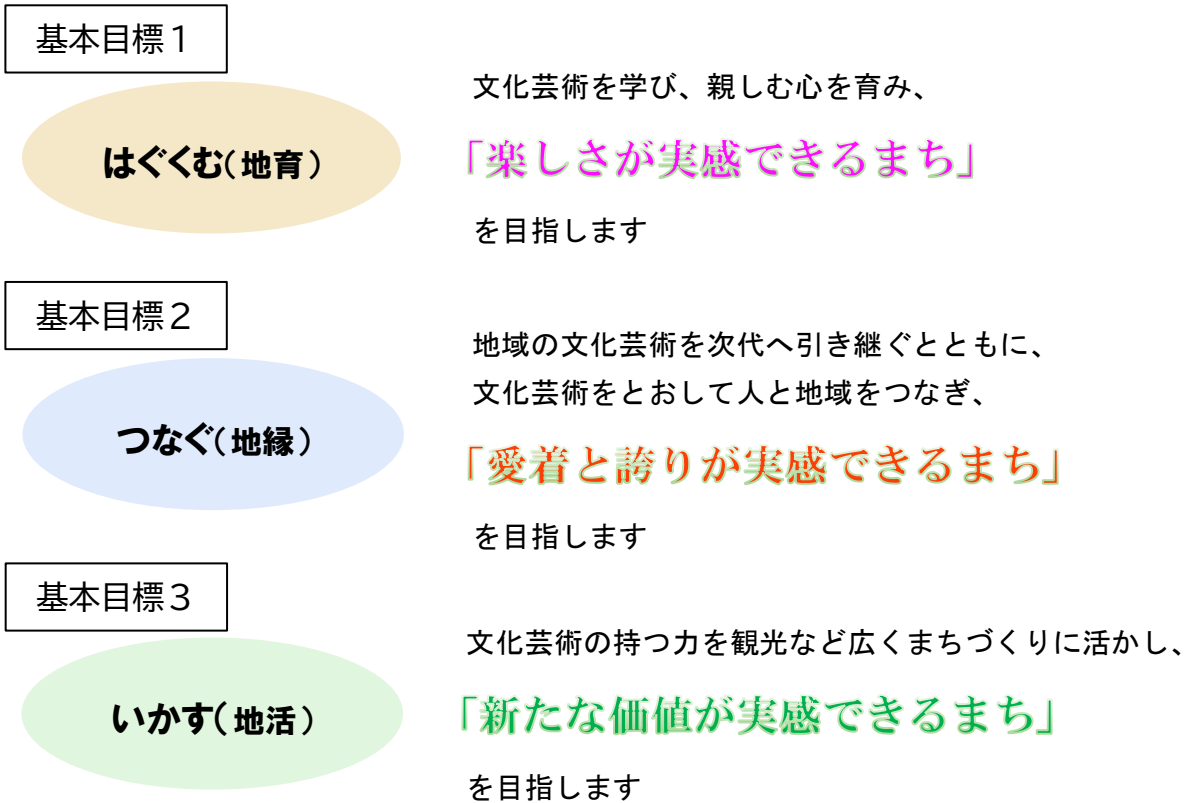 基本目標１
はぐくむ（地育）
文化芸術を学び、親しむ心を育み、
「楽しさが実感できるまち」
を目指します
基本目標２
つなぐ（地縁）
地域の文化芸術を次代へ引き継ぐとともに、
文化芸術をとおして人と地域をつなぎ、
「愛着と誇りが実感できるまち」
を目指します
基本目標３
いかす（地活）
文化芸術の持つ力を観光など広くまちづくりに活かし、
「新たな価値が実感できるまち」
を目指します